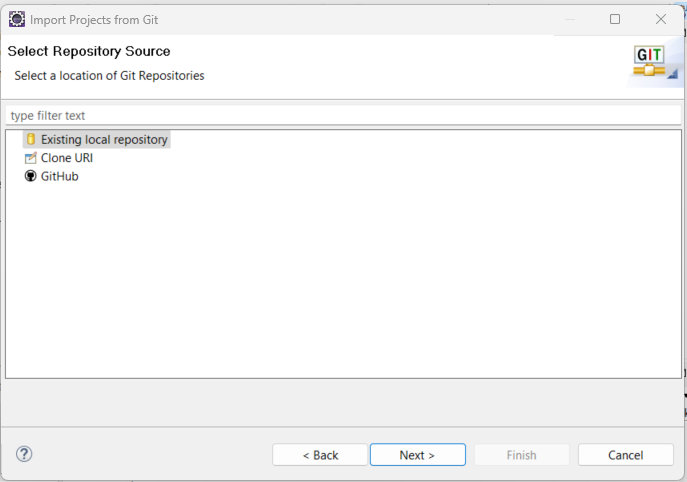 Import Projects from Git
Select Repository Source
Select a location of Git Repositories
GIT
type filter text
Existing local repository
Clone URI
GitHub
?
< Back
Next >
Finish
Cancel